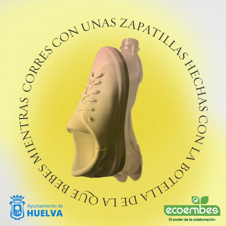 CORRES CON UNAS ZAPATILLAS HECHAS CON LA BOTELLA DE LA QUE BEBES MIENTRAS
Ayuntamiento de
HUELVA
ecoembes
El poder de la colaboración